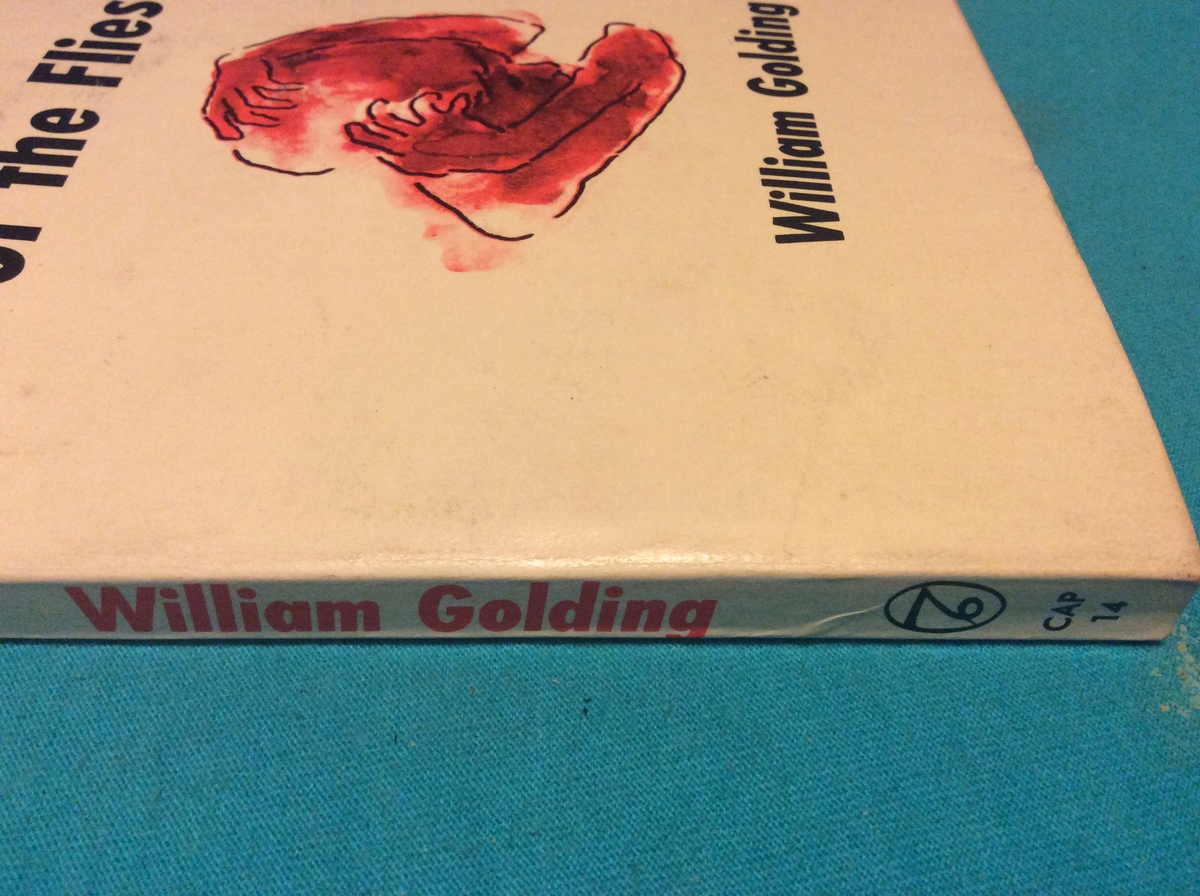 of the Flies
William Golding
William Golding
CAP
14